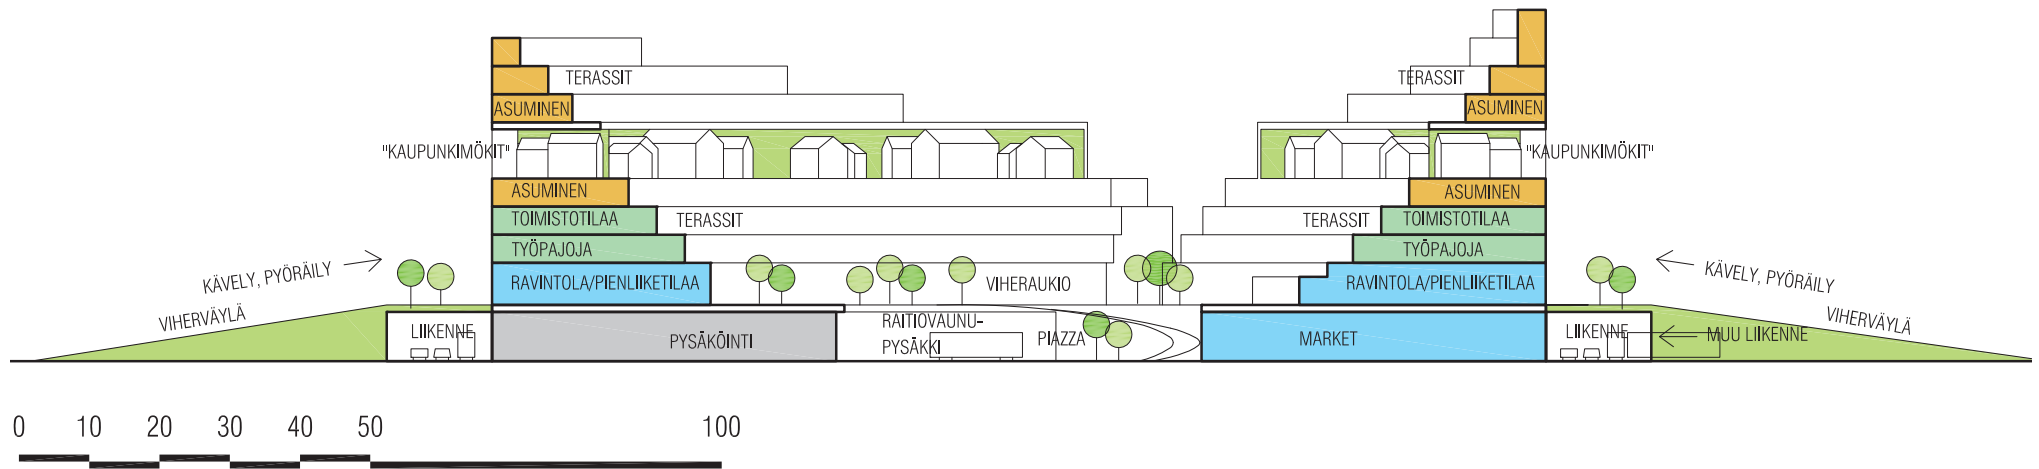 TERASSIT
TERASSIT
ASUMINEN
ASUMINEN
"KAUPUNKIMÖKIT"
"KAUPUNKIMÖKIT"
ASUMINEN
ASUMINEN
TOIMISTOTILAA
TERASSIT
TERASSIT
TOIMISTOTILAA
TYÖPAJOJA
TYÖPAJOJA
KÄVELY, PYÖRÄILY
RAVINTOLA/PIENLIIKETILAA
VIHERAUKIO
RAVINTOLA/PIENLIIKETILAA
KÄVELY, PYÖRÄILY
VIHERVÄYLÄ
LIIKENNE
PYSÄKÖINTI
RAITIOVAUNU-
PYSÄKKI
PIAZZA
MARKET
LIIKENNE
MUU LIIKENNE
VIHERVÄYLÄ
0 10 20 30 40 50 100